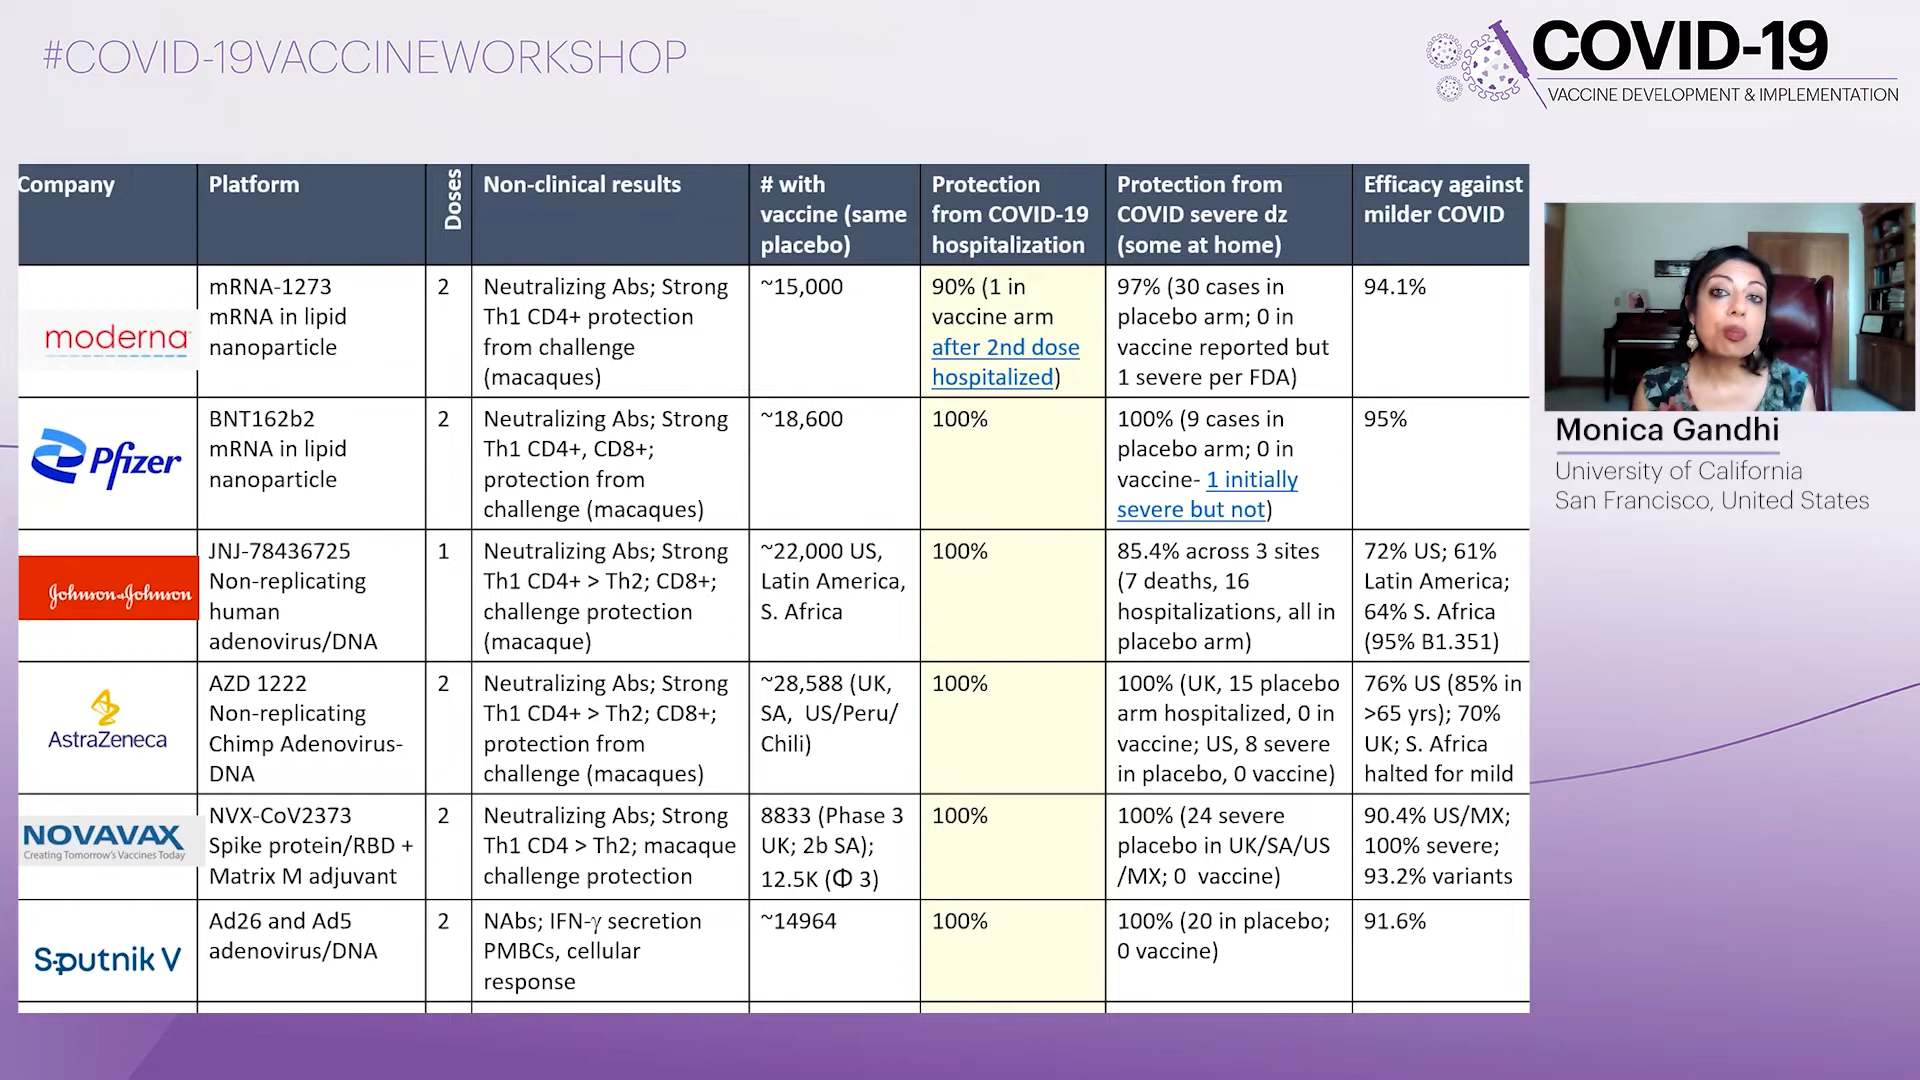 #COVID-19VACCINEWORKSHOP
COVID-19
VACCINE DEVELOPMENT & IMPLEMENTATION
Company
Platform
Doses
Non-clinical results
# with
vaccine (same
placebo)
Protection
from COVID-19
hospitalization
Protection from
COVID severe dz
(some at home)
Efficacy against
milder COVID
moderna
mRNA-1273
mRNA in lipid
nanoparticle
2
Neutralizing Abs; Strong
Th1 CD4+ protection
from challenge
(macaques)
~15,000
90% (1 in
vaccine arm
after 2nd dose
hospitalized)
97% (30 cases in
placebo arm; 0 in
vaccine reported but
1 severe per FDA)
94.1%
Pfizer
BNT162b2
mRNA in lipid
nanoparticle
2
Neutralizing Abs; Strong
Th1 CD4+, CD8+;
protection from
challenge (macaques)
~18,600
100%
100% (9 cases in
placebo arm; 0 in
vaccine- 1 initially
severe but not)
95%
Johnson & Johnson
JNJ-78436725
Non-replicating
human
adenovirus/DNA
1
Neutralizing Abs; Strong
Th1 CD4+ > Th2; CD8+;
challenge protection
(macaque)
~22,000 US,
Latin America,
S. Africa
100%
85.4% across 3 sites
(7 deaths, 16
hospitalizations, all in
placebo arm)
72% US; 61%
Latin America;
64% S. Africa
(95% B1.351)
AstraZeneca
AZD 1222
Non-replicating
Chimp Adenovirus-
DNA
2
Neutralizing Abs; Strong
Th1 CD4+ > Th2; CD8+;
protection from
challenge (macaques)
~28,588 (UK,
SA, US/Peru/
Chili)
100%
100% (UK, 15 placebo
arm hospitalized, 0 in
vaccine; US, 8 severe
in placebo, 0 vaccine)
76% US (85% in
>65 yrs); 70%
UK; S. Africa
halted for mild
NOVAVAX
Creating Tomorrow's Vaccines Today
NVX-CoV2373
Spike protein/RBD +
Matrix M adjuvant
2
Neutralizing Abs; Strong
Th1 CD4 > Th2; macaque
challenge protection
8833 (Phase 3
UK; 2b SA);
12.5K (Φ 3)
100%
100% (24 severe
placebo in UK/SA/US
/MX; 0 vaccine)
90.4% US/MX;
100% severe;
93.2% variants
Sputnik V
Ad26 and Ad5
adenovirus/DNA
2
NAbs; IFN-γ secretion
PMBCs, cellular
response
~14964
100%
100% (20 in placebo;
0 vaccine)
91.6%
Monica Gandhi
University of California
San Francisco, United States